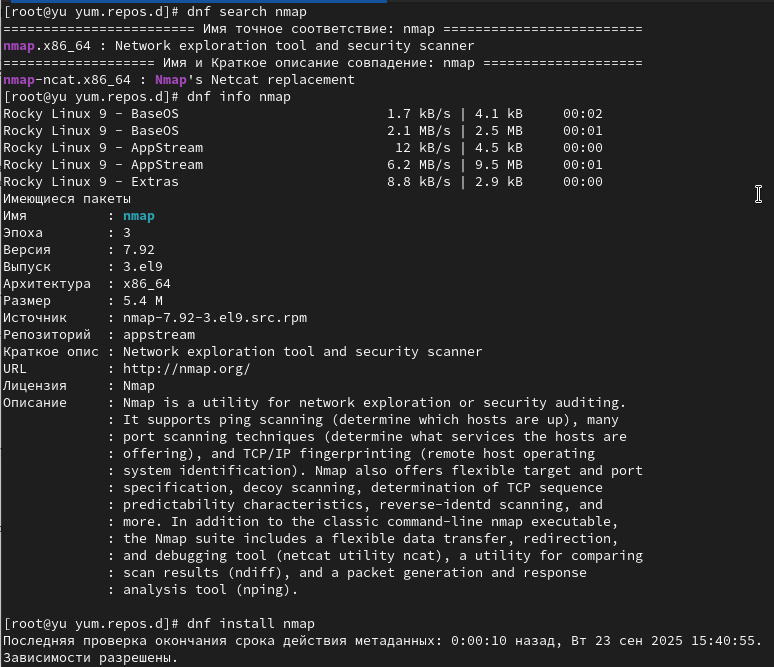 [root@yu yum.repos.d]# dnf search nmap
======================== Имя точное соответствие: nmap =========================
nmap.x86_64 : Network exploration tool and security scanner
=================== Имя и Краткое описание совпадение: nmap ====================
nmap-ncat.x86_64 : Nmap's Netcat replacement
[root@yu yum.repos.d]# dnf info nmap
Rocky Linux 9 - BaseOS                          1.7 kB/s | 4.1 kB     00:02
Rocky Linux 9 - BaseOS                          2.1 MB/s | 2.5 MB     00:01
Rocky Linux 9 - AppStream                        12 kB/s | 4.5 kB     00:00
Rocky Linux 9 - AppStream                       6.2 MB/s | 9.5 MB     00:01
Rocky Linux 9 - Extras                          8.8 kB/s | 2.9 kB     00:00
Имеющиеся пакеты
Имя          : nmap
Эпоха        : 3
Версия       : 7.92
Выпуск       : 3.el9
Архитектура  : x86_64
Размер       : 5.4 M
Источник     : nmap-7.92-3.el9.src.rpm
Репозиторий  : appstream
Краткое опис : Network exploration tool and security scanner
URL          : http://nmap.org/
Лицензия     : Nmap
Описание     : Nmap is a utility for network exploration or security auditing.
             : It supports ping scanning (determine which hosts are up), many
             : port scanning techniques (determine what services the hosts are
             : offering), and TCP/IP fingerprinting (remote host operating
             : system identification). Nmap also offers flexible target and port
             : specification, decoy scanning, determination of TCP sequence
             : predictability characteristics, reverse-identd scanning, and
             : more. In addition to the classic command-line nmap executable,
             : the Nmap suite includes a flexible data transfer, redirection,
             : and debugging tool (netcat utility ncat), a utility for comparing
             : scan results (ndiff), and a packet generation and response
             : analysis tool (nping).
[root@yu yum.repos.d]# dnf install nmap
Последняя проверка окончания срока действия метаданных: 0:00:10 назад, Вт 23 сен 2025 15:40:55.
Зависимости разрешены.